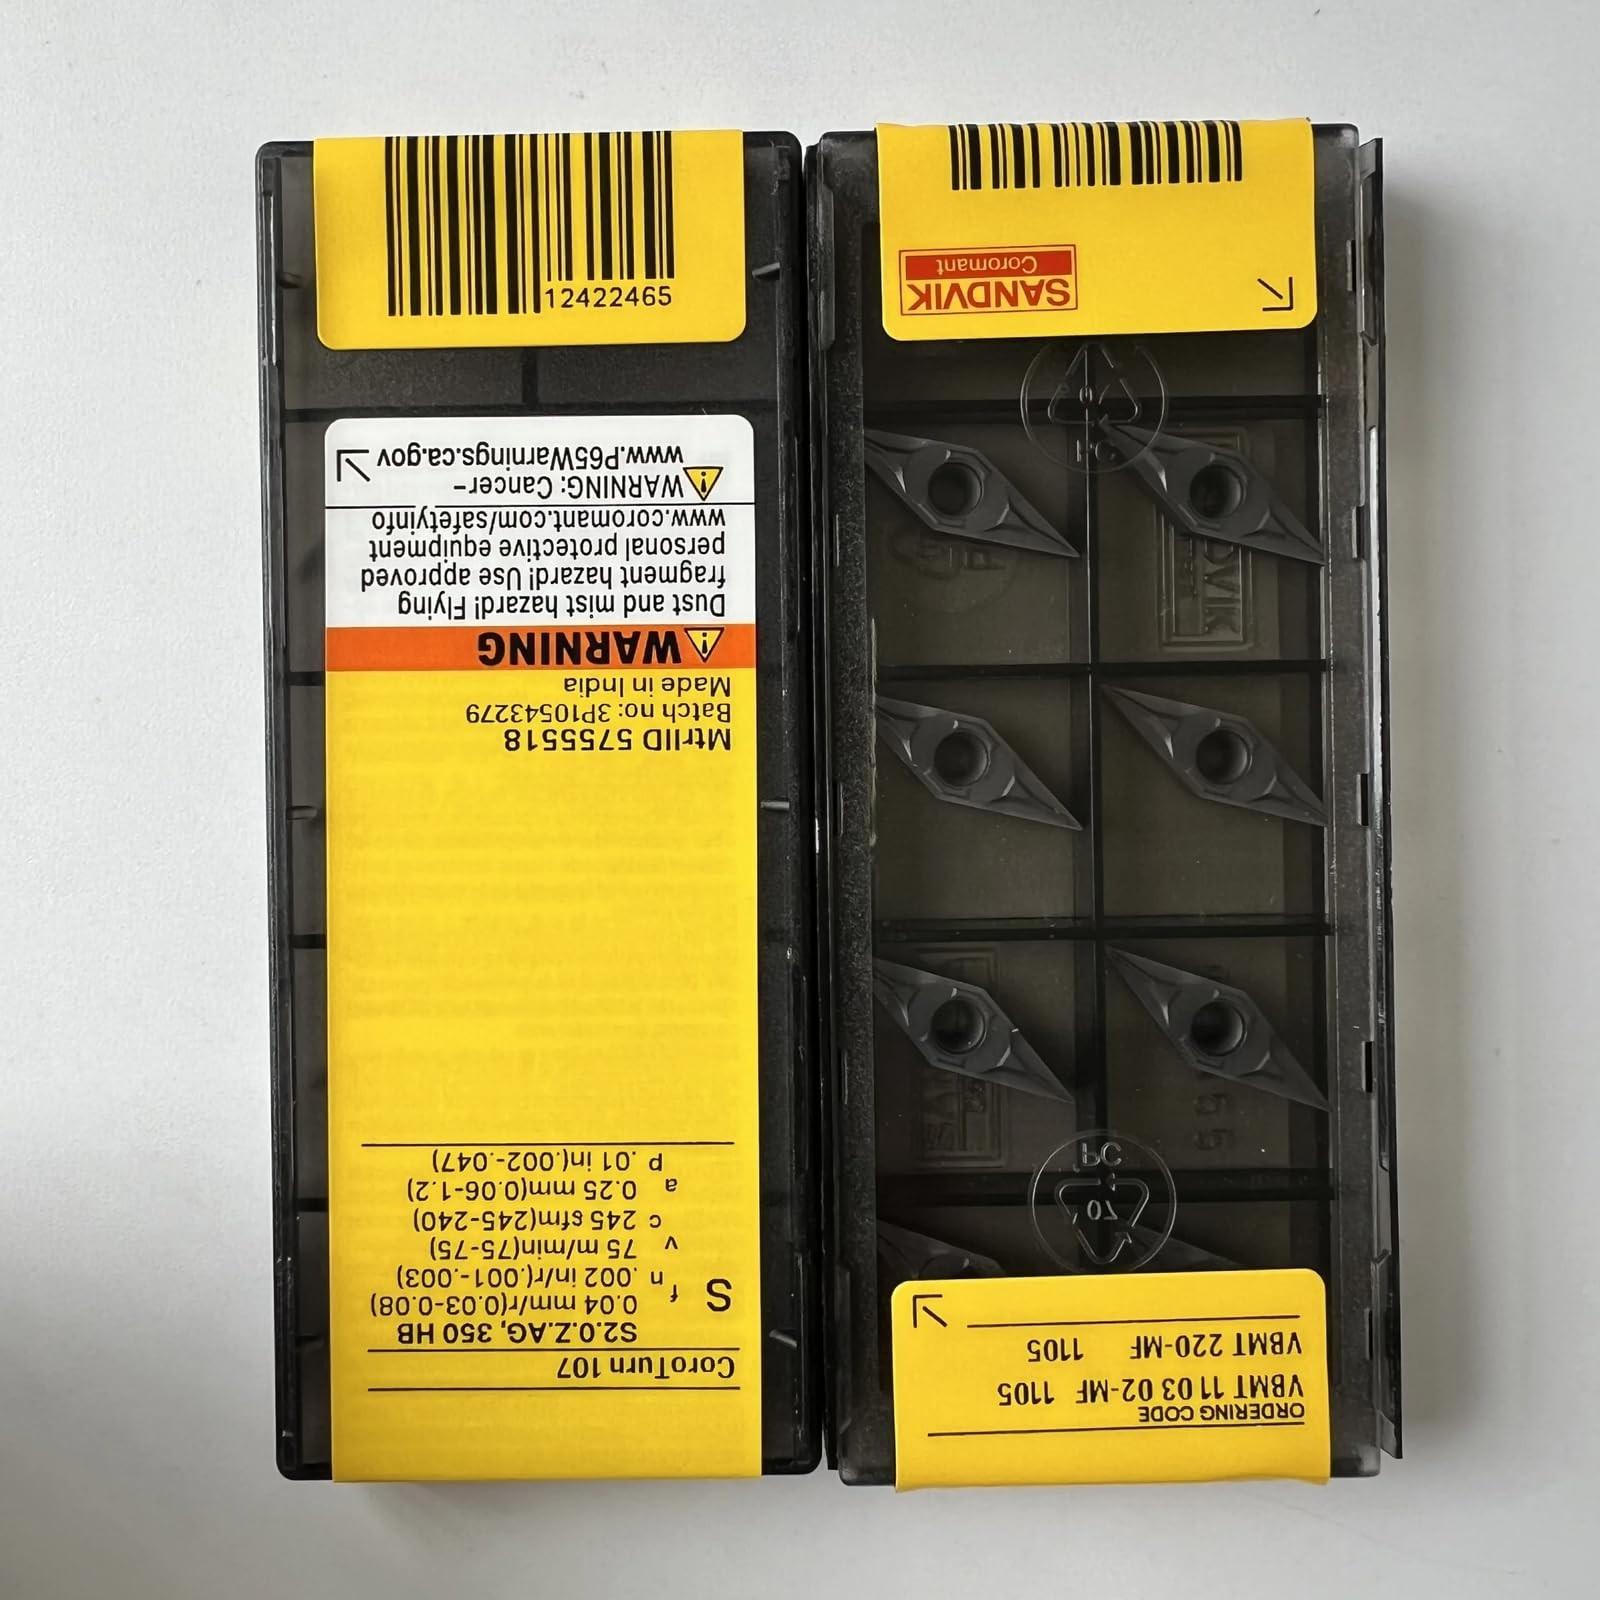 12422465
CoroTurn 107
S2.0.Z.AG, 350 HB
S f 0.04 mm/r(0.03-0.08)
n .002 in/r(.001-.003)
v 75 m/min(75-75)
c 245 sfm(245-240)
a 0.25 mm(0.06-1.2)
p .01 in(.002-.047)
MtrlID 5755518
Batch no: 3P10543279
Made in India
WARNING
Dust and mist hazard! Flying
fragment hazard! Use approved
personal protective equipment
www.coromant.com/safetyinfo
WARNING: Cancer-
www.P65Warnings.ca.gov
ORDERING CODE
VBMT 11 03 02-MF 1105
VBMT 220-MF 1105
07
PC
SANDVIK
Coromant